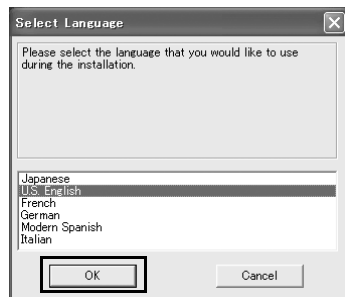 Select Language
Please select the language that you would like to use
during the installation.
Japanese
U.S. English
French
German
Modern Spanish
Italian
OK
Cancel